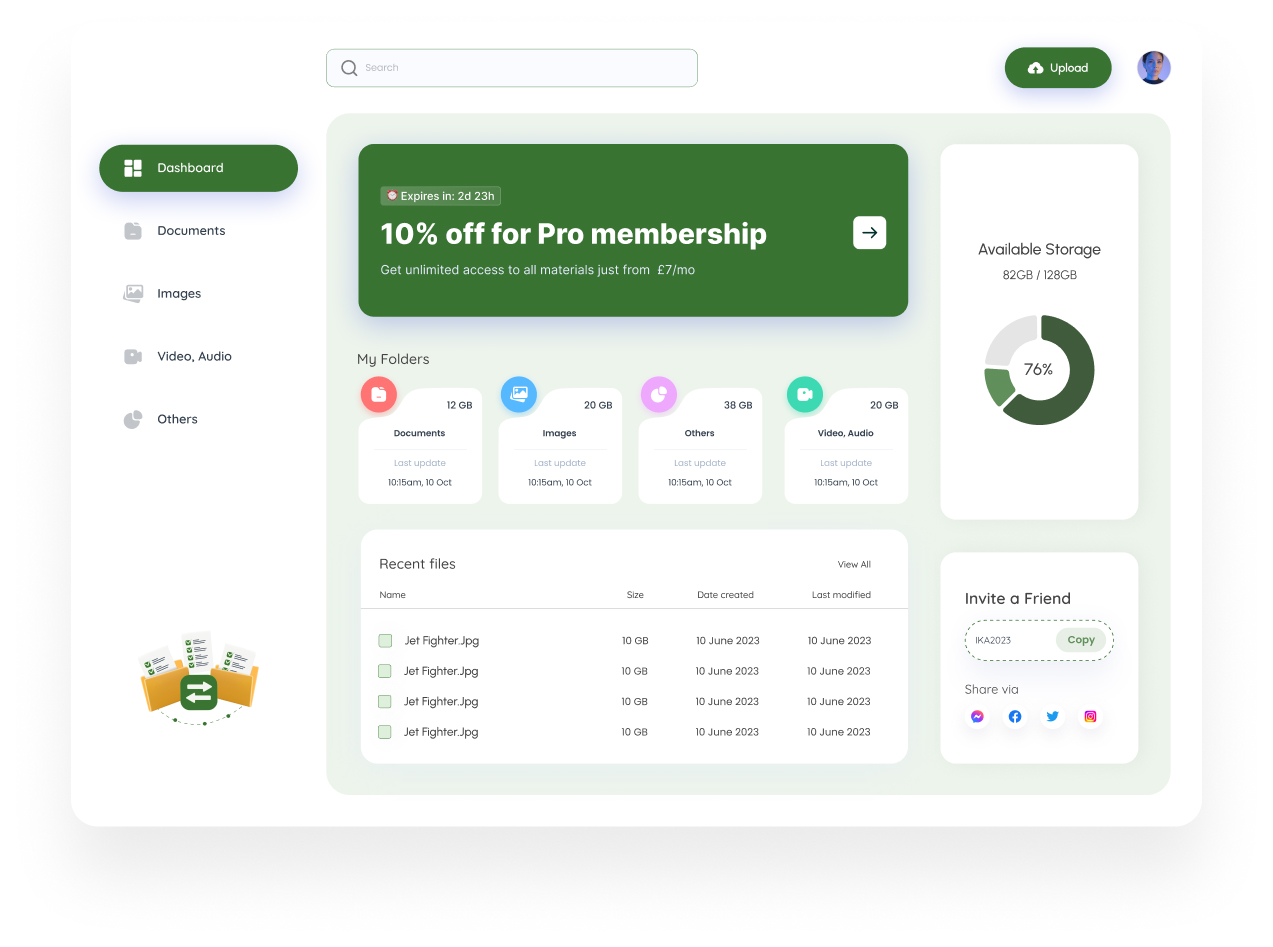 Search
Upload
Dashboard
Documents
Images
Video, Audio
Others
Expires in: 2d 23h
10% off for Pro membership
Get unlimited access to all materials just from £7/mo
My Folders
12 GB
Documents
Last update
10:15am, 10 Oct
20 GB
Images
Last update
10:15am, 10 Oct
38 GB
Others
Last update
10:15am, 10 Oct
20 GB
Video, Audio
Last update
10:15am, 10 Oct
Recent files
View All
Name Size Date created Last modified
Jet Fighter.Jpg 10 GB 10 June 2023 10 June 2023
Jet Fighter.Jpg 10 GB 10 June 2023 10 June 2023
Jet Fighter.Jpg 10 GB 10 June 2023 10 June 2023
Jet Fighter.Jpg 10 GB 10 June 2023 10 June 2023
Available Storage
82GB / 128GB
76%
Invite a Friend
IKA2023
Copy
Share via